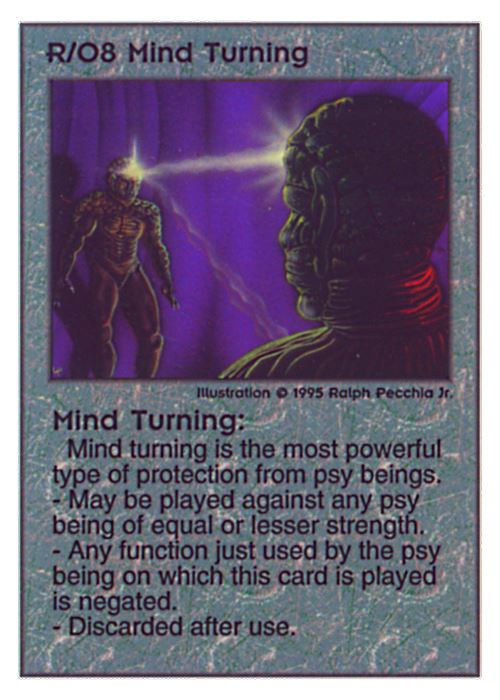 R/O8 Mind Turning
Illustration © 1995 Ralph Pecchia Jr.
Mind Turning:
Mind turning is the most powerful
type of protection from psy beings.
- May be played against any psy
being of equal or lesser strength.
- Any function just used by the psy
being on which this card is played
is negated.
- Discarded after use.